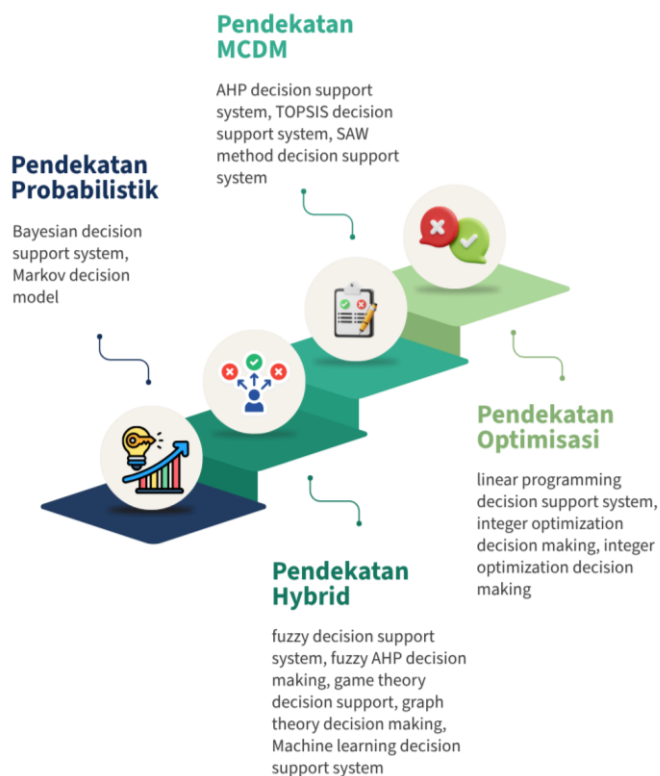 Pendekatan
MCDM
AHP decision support
system, TOPSIS decision
support system, SAW
method decision support
system
Pendekatan
Probabilistik
Bayesian decision
support system,
Markov decision
model
Pendekatan
Optimisasi
linear programming
decision support system,
integer optimization
decision making, integer
optimization decision
making
Pendekatan
Hybrid
fuzzy decision support
system, fuzzy AHP decision
making, game theory
decision support, graph
theory decision making,
Machine learning decision
support system